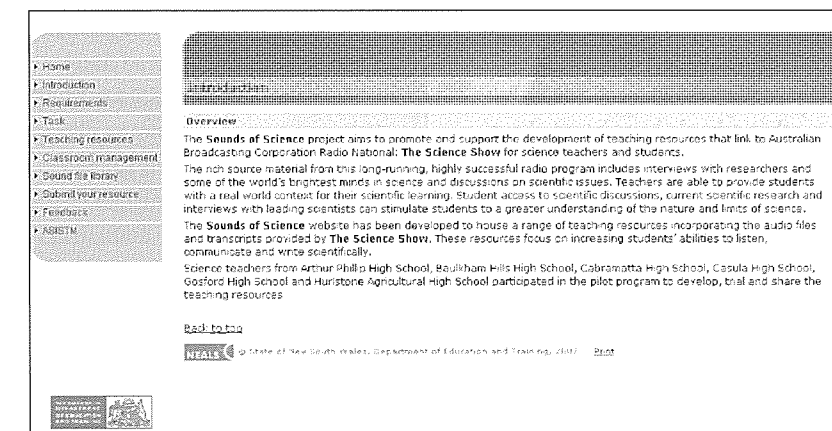 Home
Introduction
Requirements
Task
Teaching resources
Classroom management
Sound file library
Submit your resource
Feedback
ASISTM
Introduction
Overview
The Sounds of Science project aims to promote and support the development of teaching resources that link to Australian
Broadcasting Corporation Radio National: The Science Show for science teachers and students.
The rich source material from this long-running, highly successful radio program includes interviews with researchers and
some of the world's brightest minds in science and discussions on scientific issues. Teachers are able to provide students
with a real world context for their scientific learning. Student access to scientific discussions, current scientific research and
interviews with leading scientists can stimulate students to a greater understanding of the nature and limits of science.
The Sounds of Science website has been developed to house a range of teaching resources incorporating the audio files
and transcripts provided by The Science Show. These resources focus on increasing students' abilities to listen,
communicate and write scientifically.
Science teachers from Arthur Phillip High School, Baulkham Hills High School, Cabramatta High School, Casula High School,
Gosford High School and Hurlstone Agricultural High School participated in the pilot program to develop, trial and share the
teaching resources
Back to top
NEALS © State of New South Wales, Department of Education and Training, 2007 Print